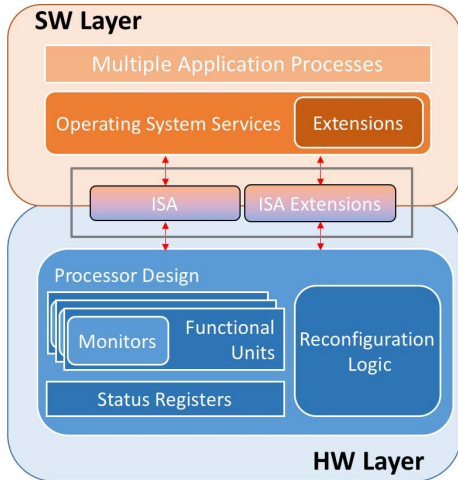 SW Layer
Multiple Application Processes
Operating System Services
Extensions
ISA
ISA Extensions
Processor Design
Monitors
Functional
Units
Reconfiguration
Logic
Status Registers
HW Layer